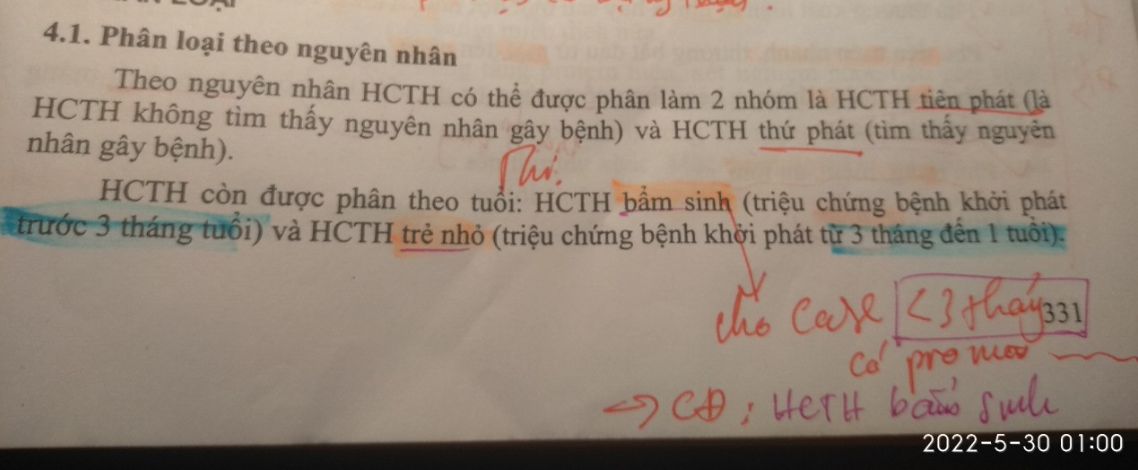 4.1. Phân loại theo nguyên nhân
Theo nguyên nhân HCTH có thể được phân làm 2 nhóm là HCTH tiên phát (là
HCTH không tìm thấy nguyên nhân gây bệnh) và HCTH thứ phát (tìm thấy nguyên
nhân gây bệnh).
HCTH còn được phân theo tuổi: HCTH bẩm sinh (triệu chứng bệnh khởi phát
trước 3 tháng tuổi) và HCTH trẻ nhỏ (triệu chứng bệnh khởi phát từ 3 tháng đến 1 tuổi).
cho case <3 tháy
331
có pro
→ CĐ: HCTH bẩm sinh
2022-5-30 01:00